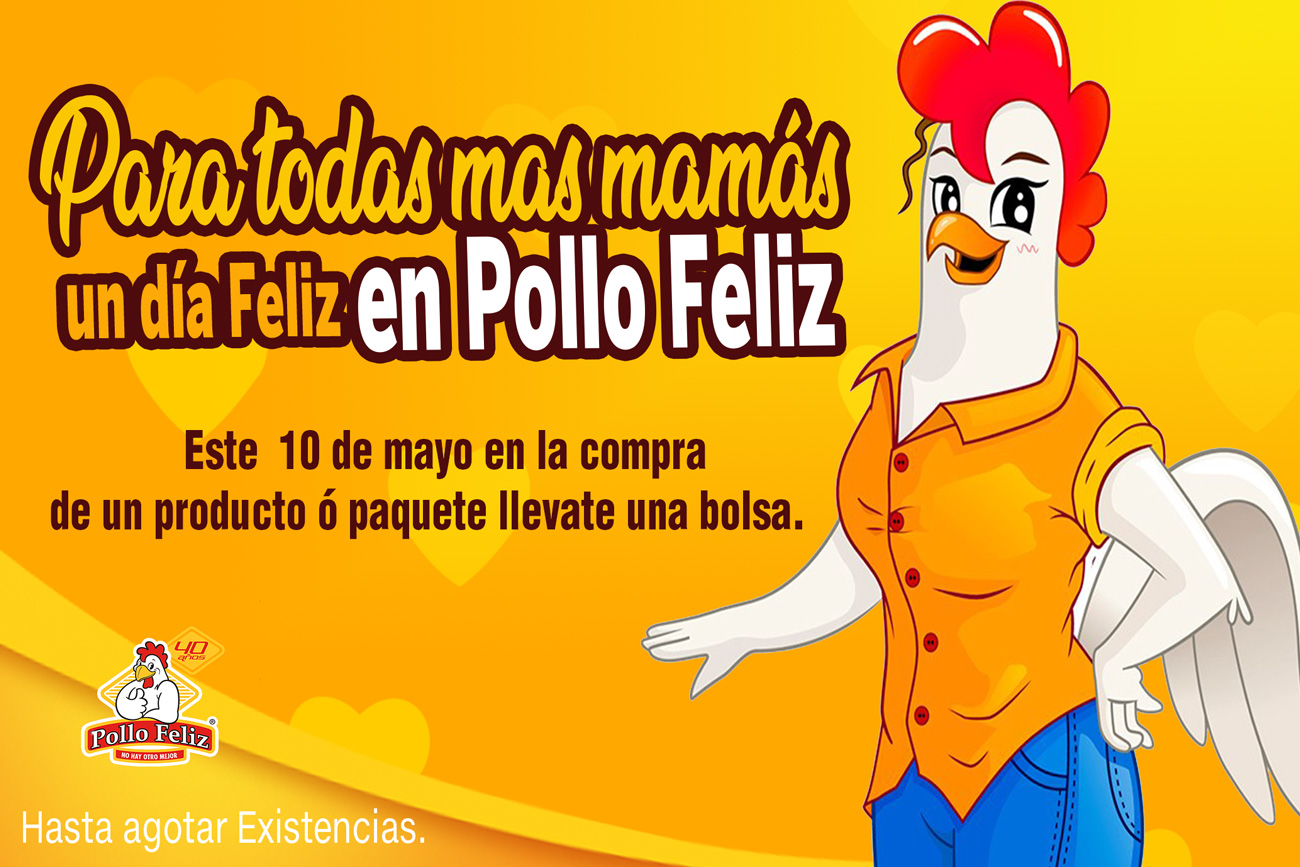 Para todas mas mamás
un día Feliz en Pollo Feliz
Este 10 de mayo en la compra
de un producto ó paquete llevate una bolsa.
40
años
Pollo Feliz®
NO HAY OTRO MEJOR
Hasta agotar Existencias.